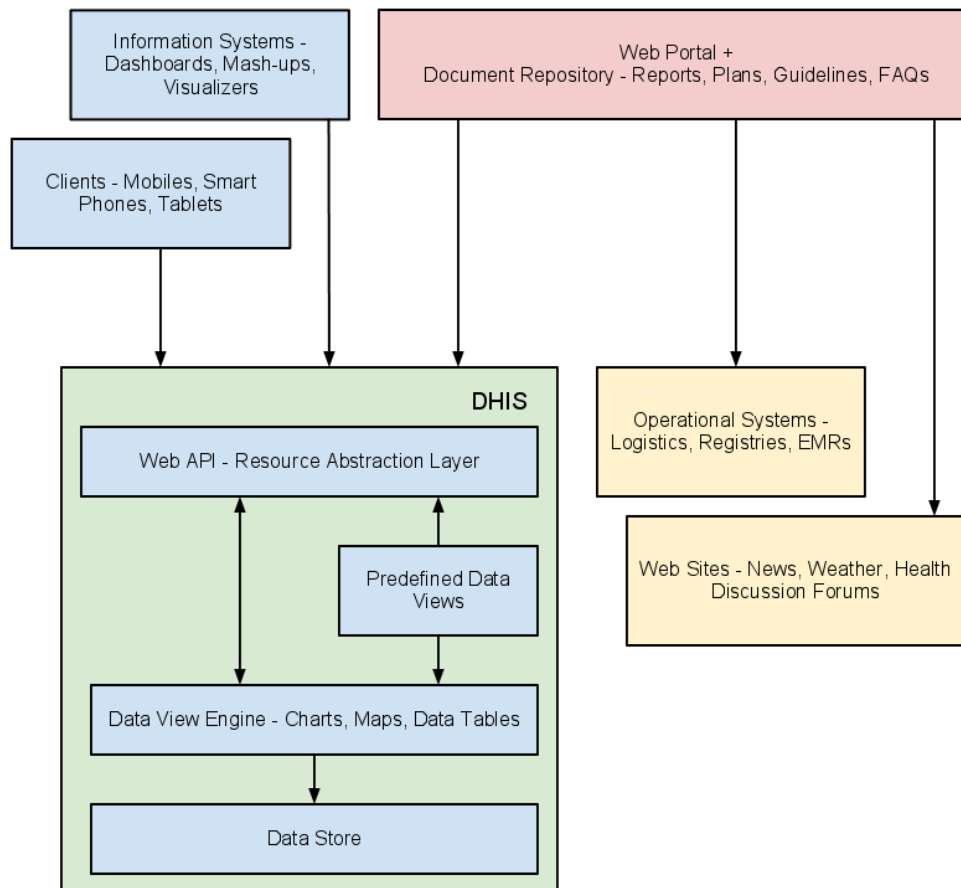 Information Systems -
Dashboards, Mash-ups,
Visualizers
Web Portal +
Document Repository - Reports, Plans, Guidelines, FAQs
Clients - Mobiles, Smart
Phones, Tablets
DHIS
Web API - Resource Abstraction Layer
Operational Systems -
Logistics, Registries, EMRs
Predefined Data
Views
Web Sites - News, Weather, Health
Discussion Forums
Data View Engine - Charts, Maps, Data Tables
Data Store